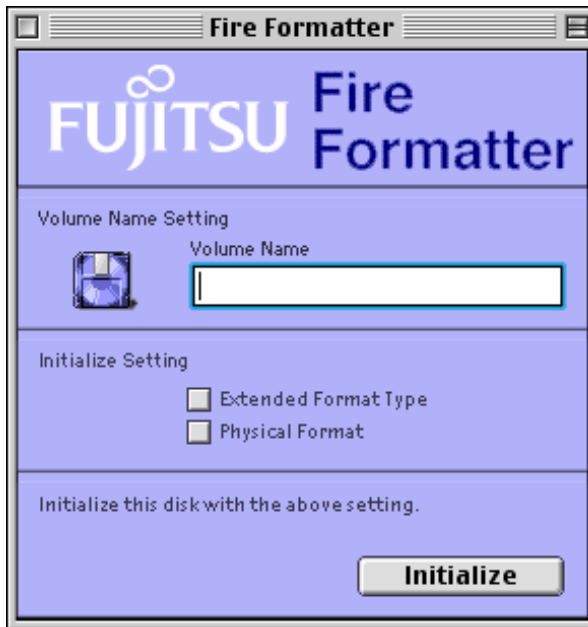 Fire Formatter
FUJITSU
Fire
Formatter
Volume Name Setting
Volume Name
Initialize Setting
Extended Format Type
Physical Format
Initialize this disk with the above setting.
Initialize